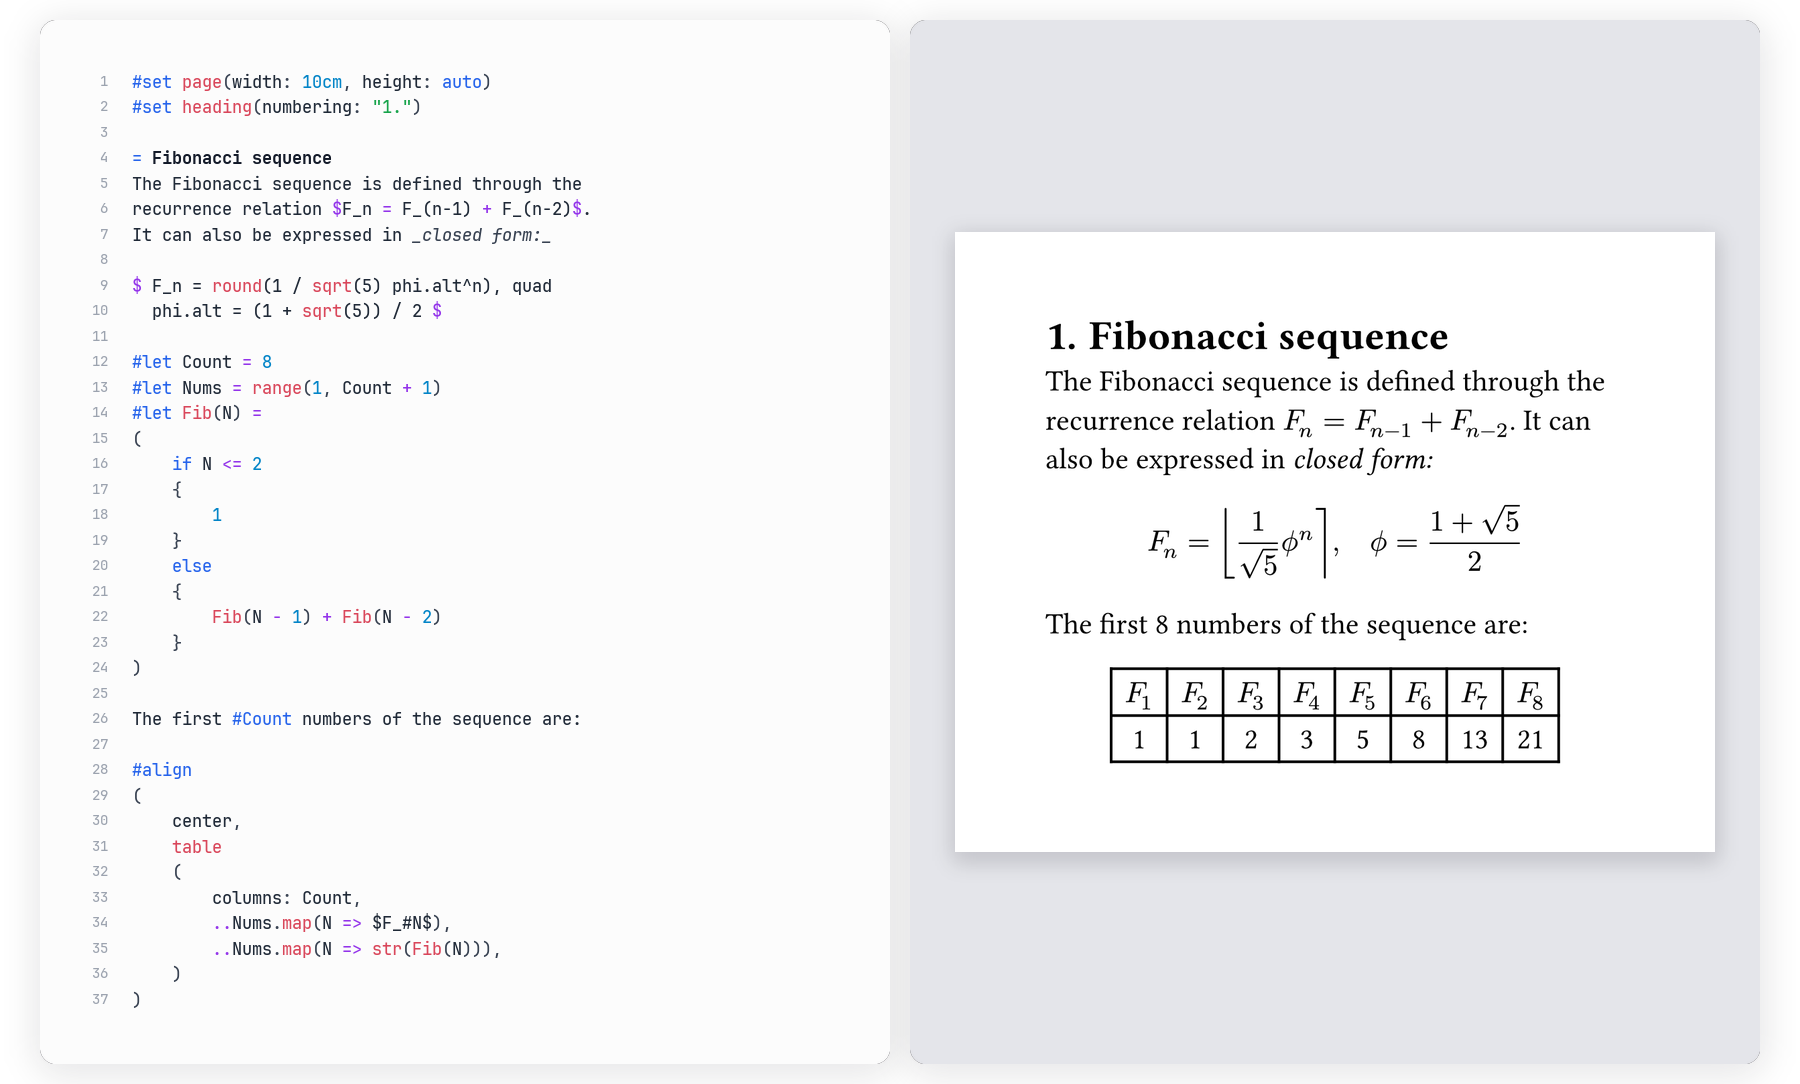 1 #set page(width: 10cm, height: auto)
2 #set heading(numbering: "1.")
3
4 = Fibonacci sequence
5 The Fibonacci sequence is defined through the
6 recurrence relation $F_n = F_(n-1) + F_(n-2)$.
7 It can also be expressed in _closed form:_
8
9 $ F_n = round(1 / sqrt(5) phi.alt^n), quad
10   phi.alt = (1 + sqrt(5)) / 2 $
11
12 #let Count = 8
13 #let Nums = range(1, Count + 1)
14 #let Fib(N) =
15 (
16     if N <= 2
17     {
18         1
19     }
20     else
21     {
22         Fib(N - 1) + Fib(N - 2)
23     }
24 )
25
26 The first #Count numbers of the sequence are:
27
28 #align
29 (
30     center,
31     table
32     (
33         columns: Count,
34         ..Nums.map(N => $F_#N$),
35         ..Nums.map(N => str(Fib(N))),
36     )
37 )
1. Fibonacci sequence
The Fibonacci sequence is defined through the
recurrence relation Fₙ = Fₙ₋₁ + Fₙ₋₂. It can
also be expressed in closed form:
Fₙ = ⌊1/√5 ϕⁿ⌉, ϕ = (1 + √5)/2
The first 8 numbers of the sequence are:
F₁ F₂ F₃ F₄ F₅ F₆ F₇ F₈
1 1 2 3 5 8 13 21